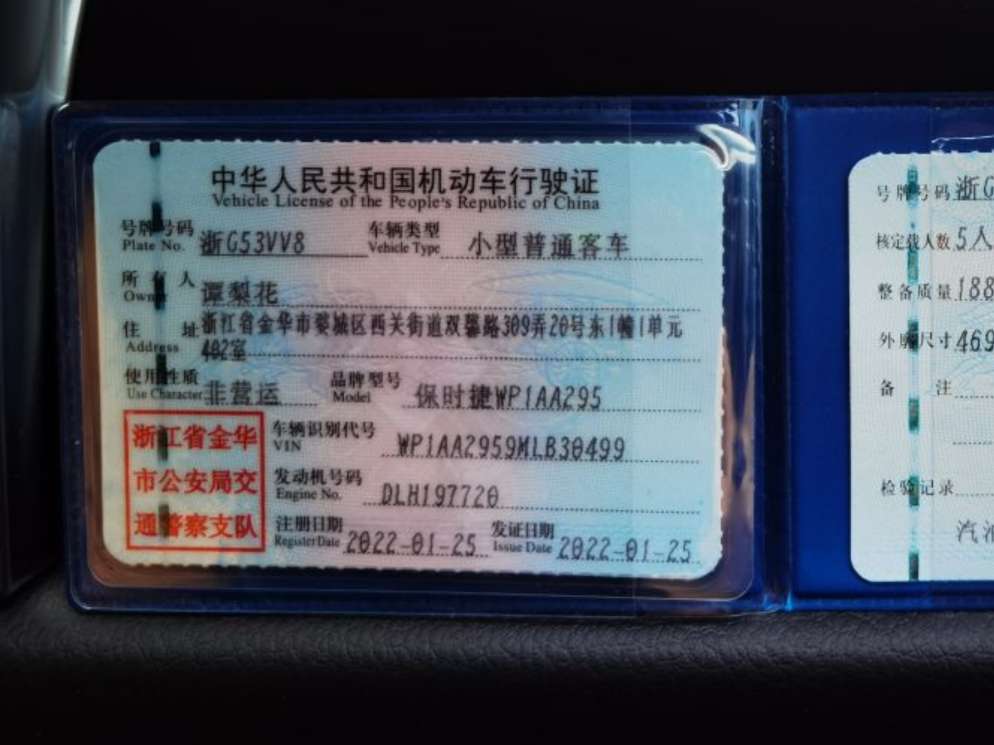 中华人民共和国机动车行驶证
Vehicle License of the People's Republic of China
号牌号码 浙G53VV8 车辆类型 小型普通客车
Plate No. Vehicle Type
所有人 谭梨花
Owner
住址 浙江省金华市婺城区西关街道双馨路309弄20号东1幢1单元
Address 402室
使用性质 非营运 品牌型号 保时捷WP1AA295
Use Character Model
浙江省金华
市公安局交
通警察支队
车辆识别代号 WP1AA2959MLB30499
VIN
发动机号码 DLH197720
Engine No.
注册日期 2022-01-25 发证日期 2022-01-25
Register Date Issue Date
号牌号码 浙G
核定载人数 5人
整备质量 188
外廓尺寸 469
备注
检验记录
汽油